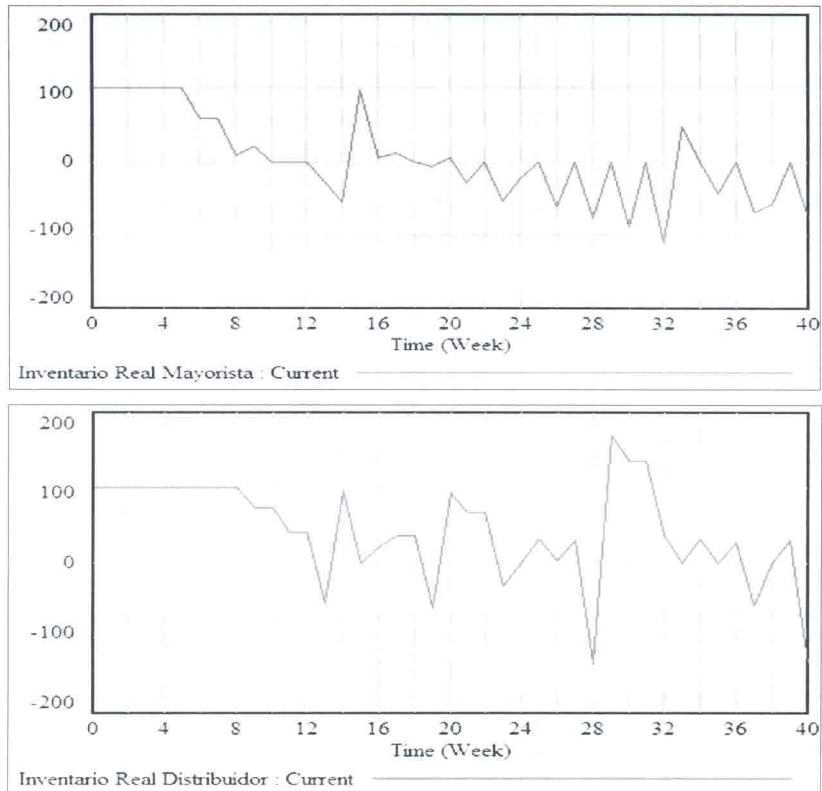 200
100
0
-100
-200
0 4 8 12 16 20 24 28 32 36 40
Time (Week)
Inventario Real Mayorista : Current
200
100
0
-100
-200
0 4 8 12 16 20 24 28 32 36 40
Time (Week)
Inventario Real Distribuidor : Current